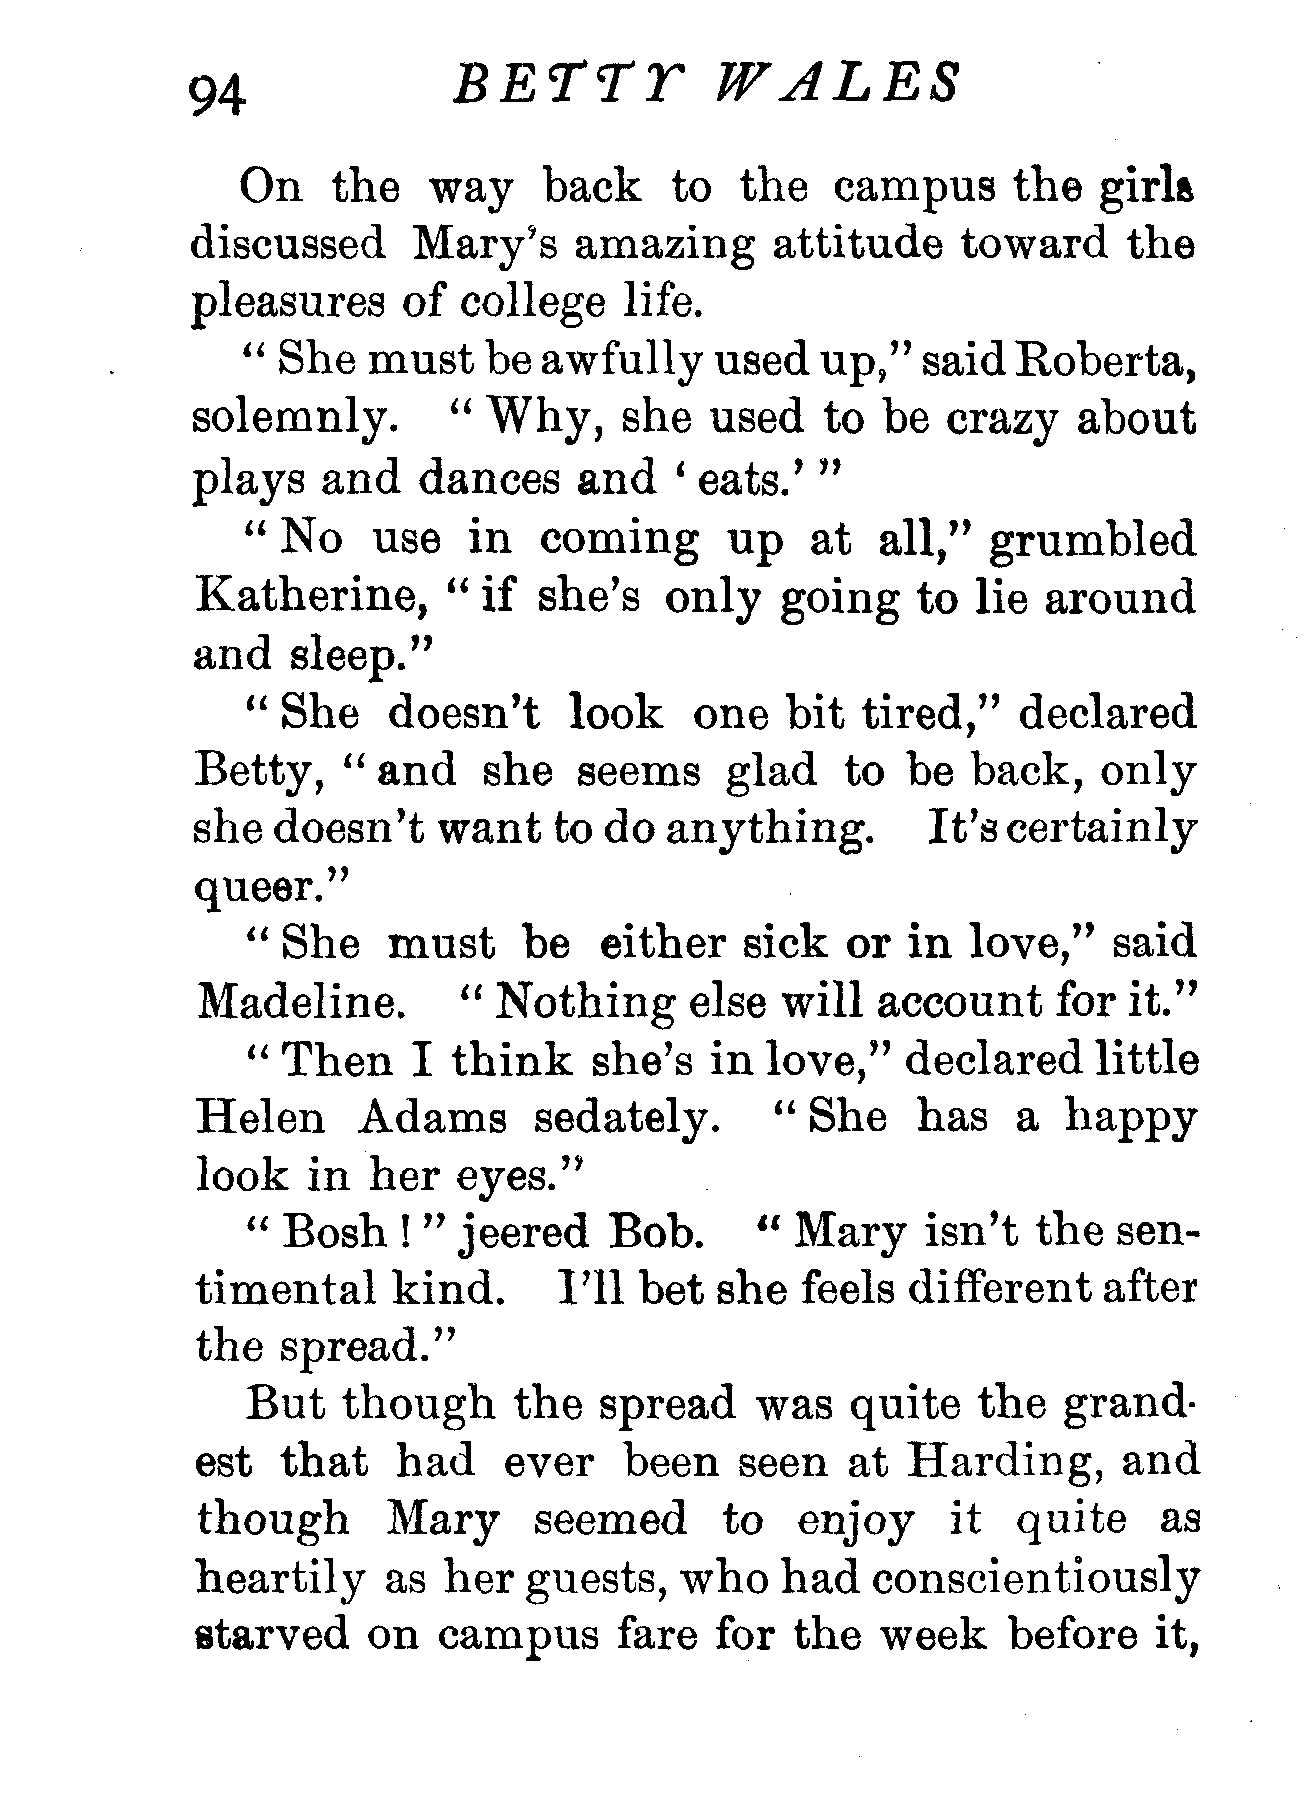 94 BETTY WALES
On the way back to the campus the girls
discussed Mary's amazing attitude toward the
pleasures of college life.
" She must be awfully used up," said Roberta,
solemnly. " Why, she used to be crazy about
plays and dances and ' eats.' "
" No use in coming up at all," grumbled
Katherine, " if she's only going to lie around
and sleep."
" She doesn't look one bit tired," declared
Betty, " and she seems glad to be back, only
she doesn't want to do anything. It's certainly
queer."
" She must be either sick or in love," said
Madeline. " Nothing else will account for it."
" Then I think she's in love," declared little
Helen Adams sedately. " She has a happy
look in her eyes."
" Bosh ! " jeered Bob. " Mary isn't the sen-
timental kind. I'll bet she feels different after
the spread."
But though the spread was quite the grand-
est that had ever been seen at Harding, and
though Mary seemed to enjoy it quite as
heartily as her guests, who had conscientiously
starved on campus fare for the week before it,